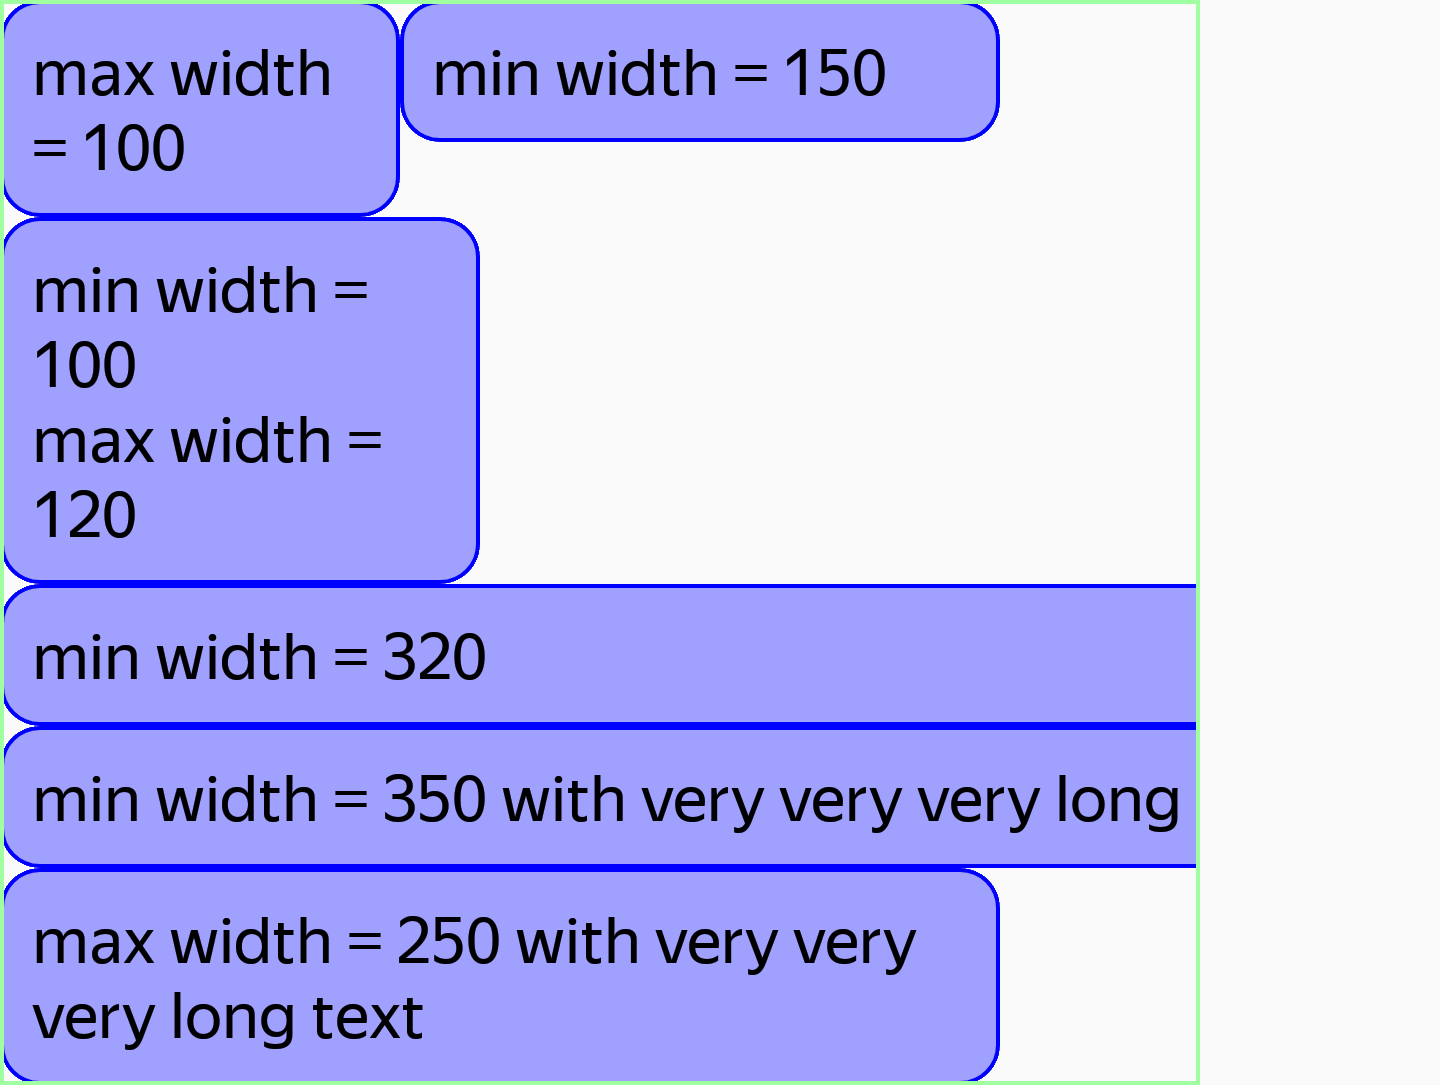 max width
= 100
min width = 150
min width =
100
max width =
120
min width = 320
min width = 350 with very very very long
max width = 250 with very very
very long text